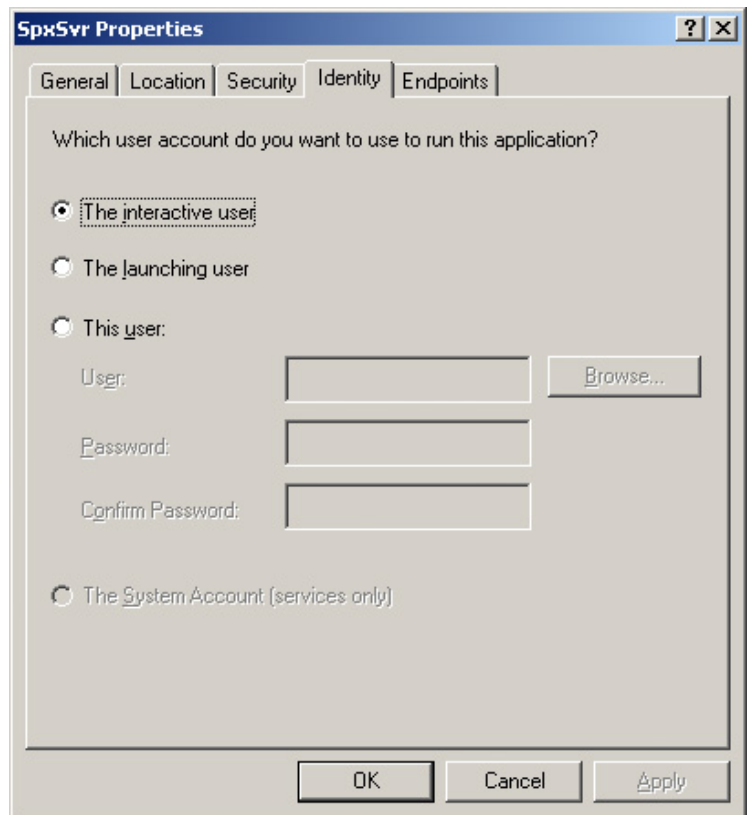 SpxSvr Properties
General Location Security Identity Endpoints
Which user account do you want to use to run this application?
The interactive user
The launching user
This user:
User: Browse...
Password:
Confirm Password:
The System Account (services only)
OK Cancel Apply